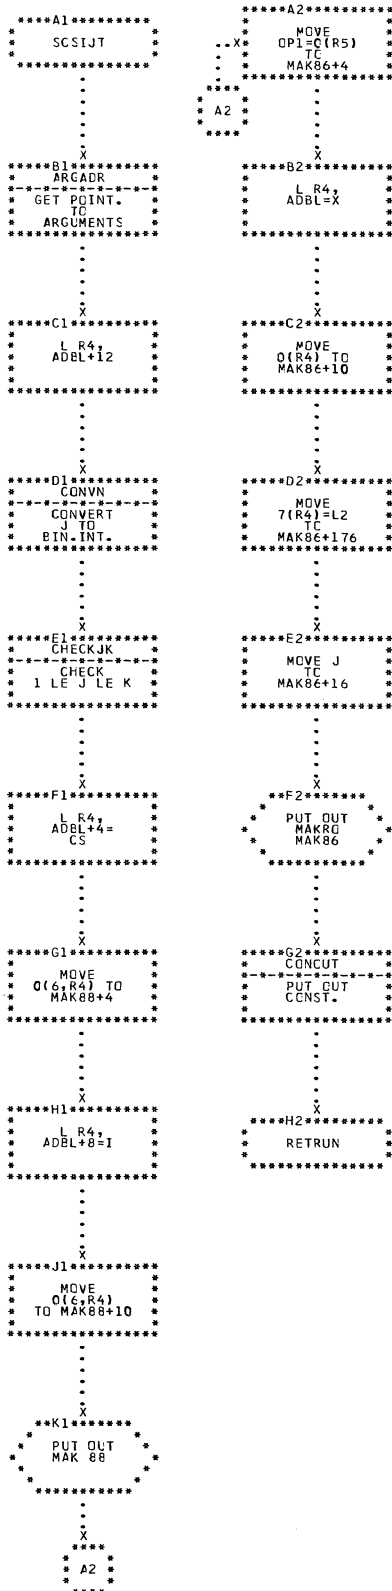 *****A1**********
SCSIJT
*****B1**********
ARGADR
*-*-*-*-*-*-*-*-*
GET POINT.
TO
ARGUMENTS
*****C1**********
L R4,
ADBL+12
*****D1**********
CONVN
*-*-*-*-*-*-*-*-*
CONVERT
J TO
BIN.INT.
*****E1**********
CHECKJK
*-*-*-*-*-*-*-*-*
CHECK
1 LE J LE K
*****F1**********
L R4,
ADBL+4=
CS
*****G1**********
MOVE
0(6,R4) TO
MAK88+4
*****H1**********
L R4,
ADBL+8=I
*****J1**********
MOVE
0(6,R4)
TO MAK88+10
**K1*******
PUT OUT
MAK 88
A2
*****A2**********
MOVE
OP1=0(R5)
TO
MAK86+4
A2
*****B2**********
L R4,
ADBL=X
*****C2**********
MOVE
0(R4) TO
MAK86+10
*****D2**********
MOVE
7(R4)=L2
TO
MAK86+176
*****E2**********
MOVE J
TO
MAK86+16
**F2*******
PUT OUT
MAKRO
MAK86
*****G2**********
CONCUT
*-*-*-*-*-*-*-*-*
PUT OUT
CONST.
****H2*********
RETRUN